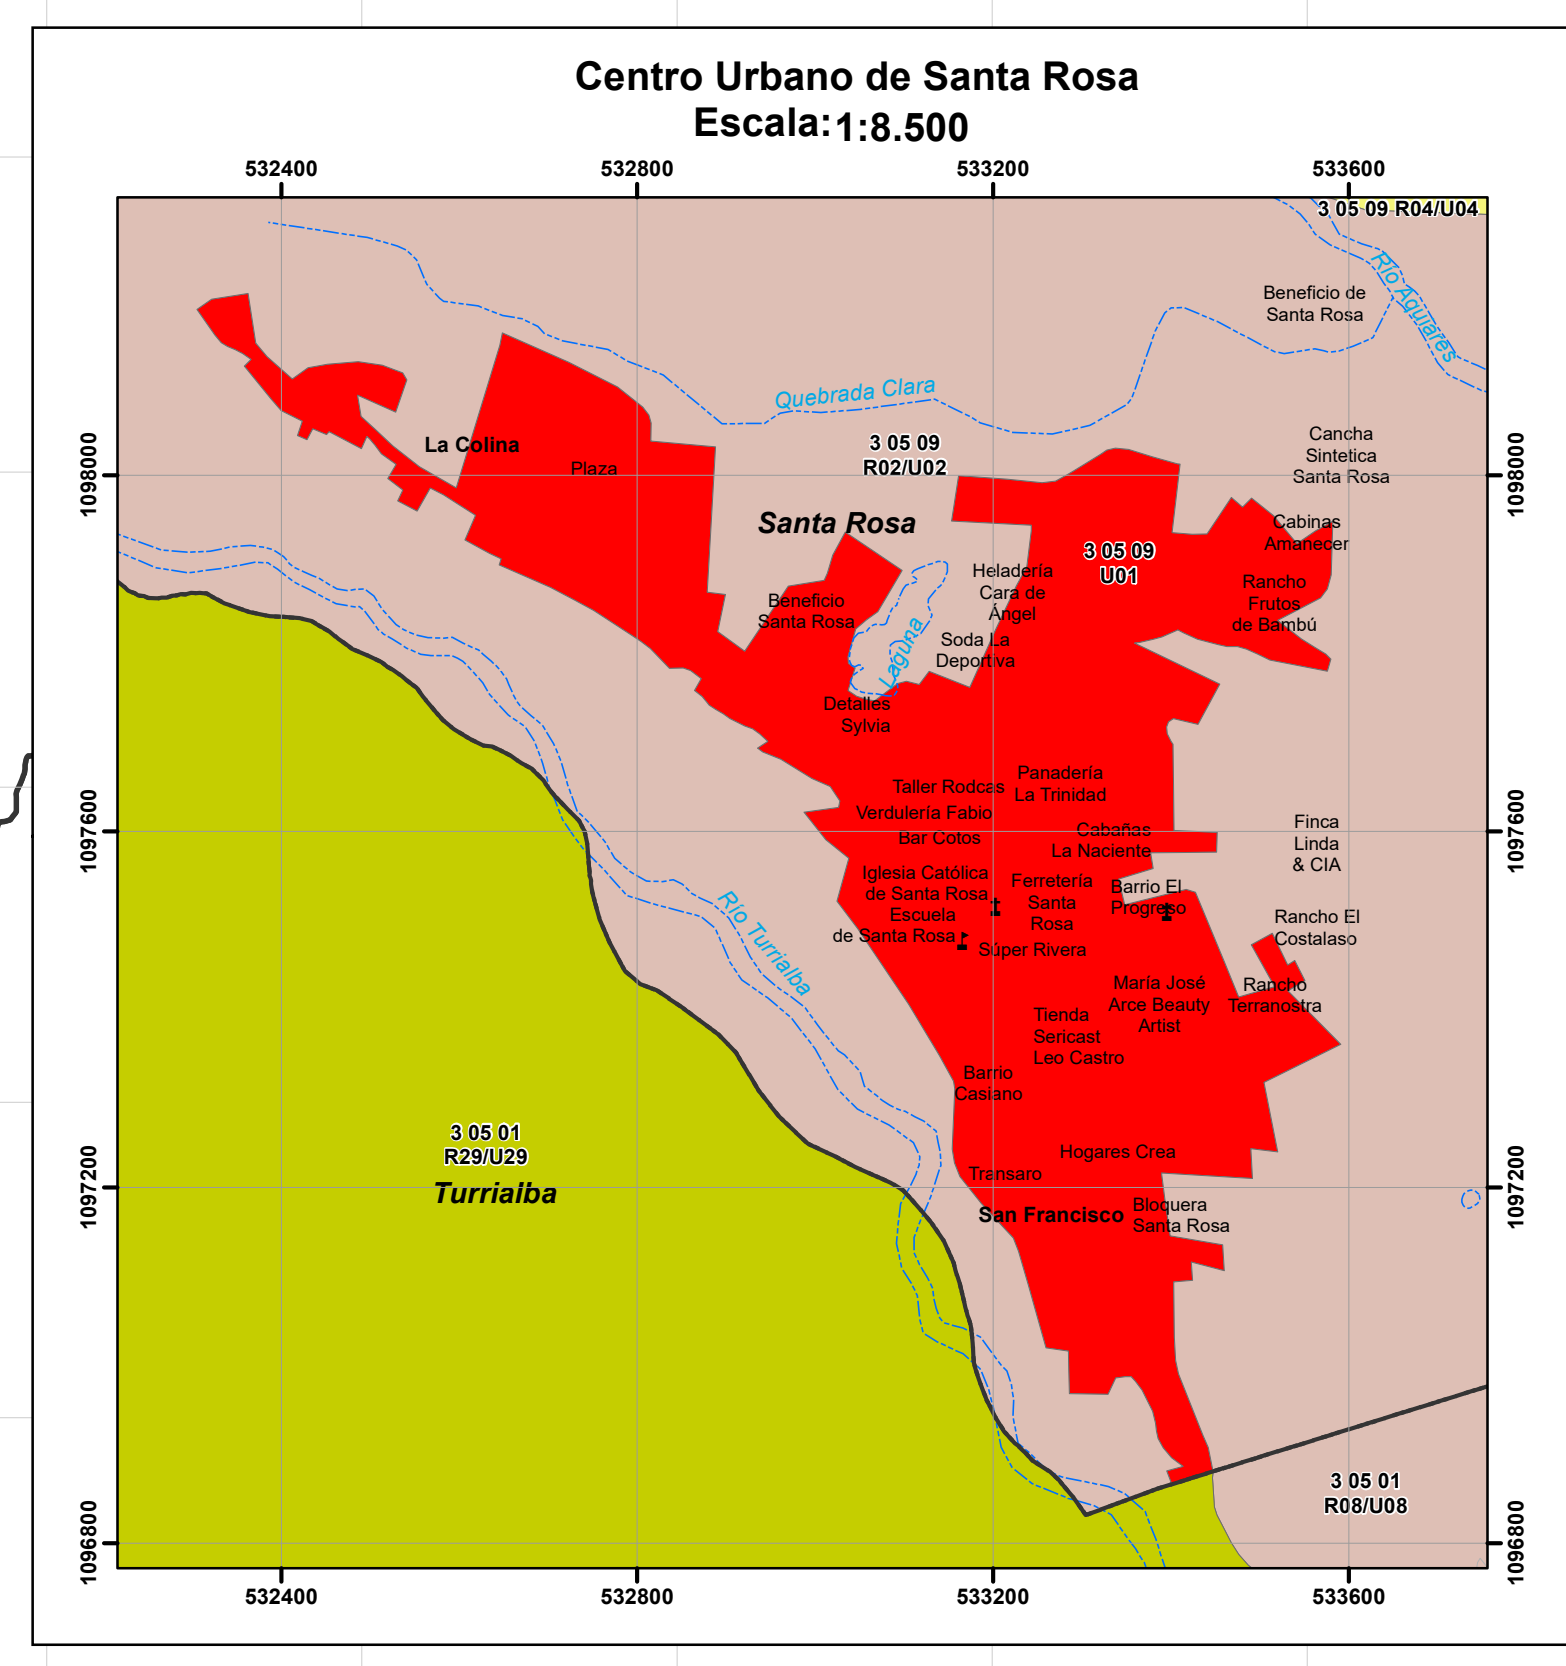 Centro Urbano de Santa Rosa
Escala:1:8.500
532400
532800
533200
533600
3 05 09 R04/U04
Río Aquiares
Beneficio de
Santa Rosa
Quebrada Clara
La Colina
Plaza
3 05 09
R02/U02
Cancha
Sintetica
Santa Rosa
1098000
1098000
Santa Rosa
Cabinas
Amanecer
3 05 09
U01
Heladería
Cara de
Ángel
Rancho
Frutos
de Bambú
Beneficio
Santa Rosa
Laguna
Soda La
Deportiva
Detalles
Sylvia
Taller Rodcas
Panadería
La Trinidad
Verdulería Fabio
Bar Cotos
Cabañas
La Naciente
Finca
Linda
& CIA
1097600
1097600
Iglesia Católica
de Santa Rosa
Ferretería
Santa
Rosa
Barrio El
Progreso
Escuela
de Santa Rosa
Súper Rivera
Rancho El
Costalaso
Río Turrialba
María José
Arce Beauty
Artist
Rancho
Terranostra
Tienda
Sericast
Leo Castro
Barrio
Casiano
3 05 01
R29/U29
Turrialba
Hogares Crea
Transaro
San Francisco
Bloquera
Santa Rosa
1097200
1097200
3 05 01
R08/U08
1096800
1096800
532400
532800
533200
533600